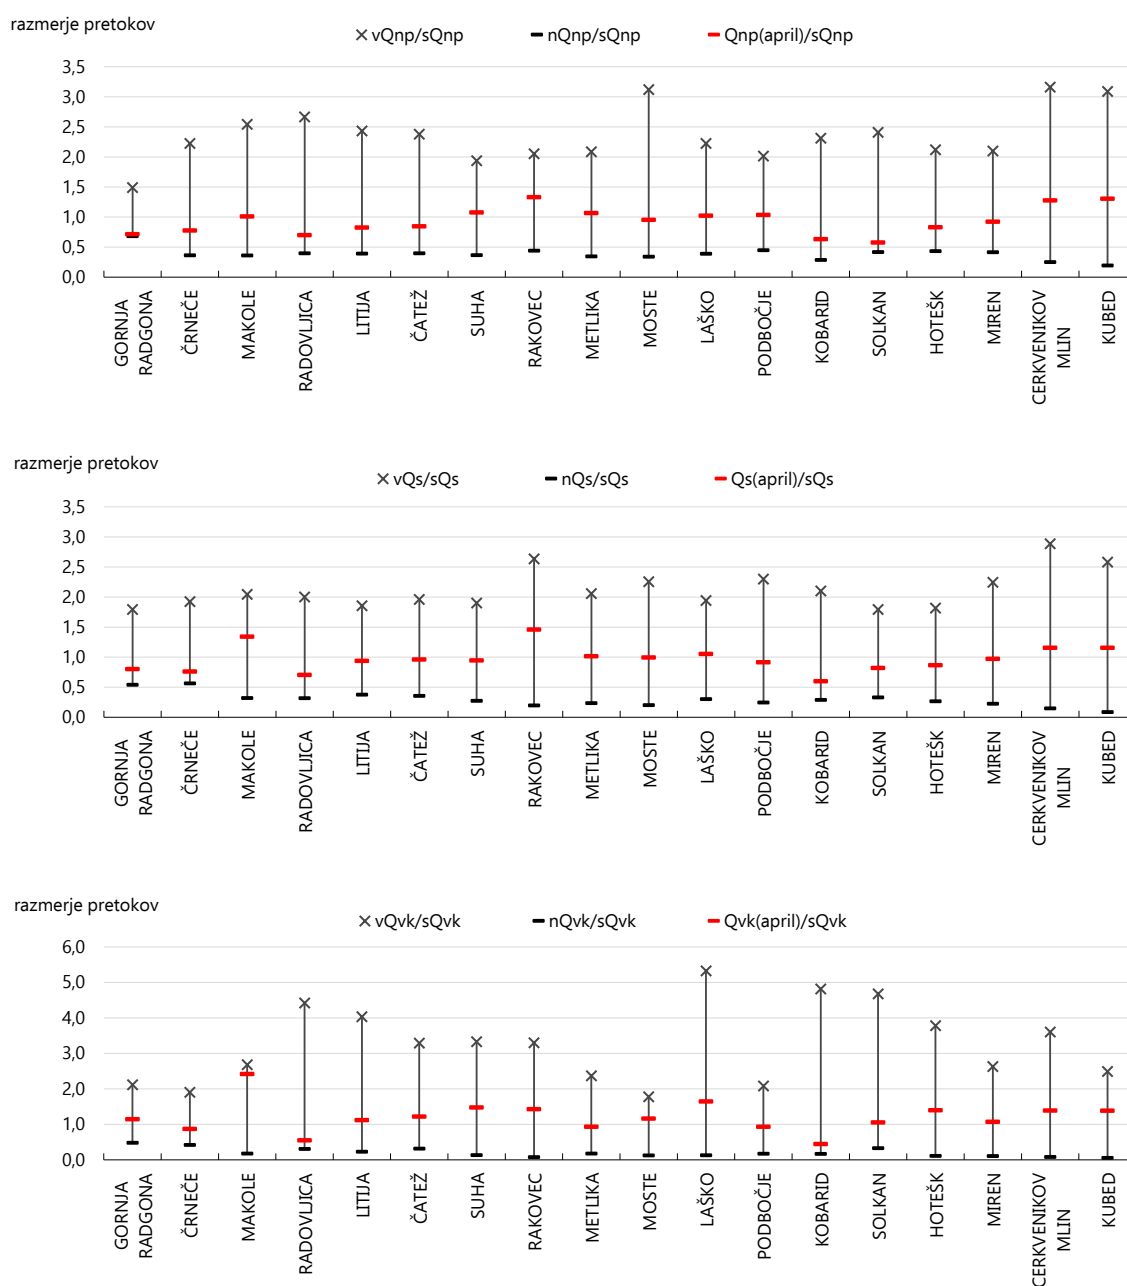 razmerje pretokov
vQnp/sQnp nQnp/sQnp Qnp(april)/sQnp
3,5
3,0
2,5
2,0
1,5
1,0
0,5
0,0
GORNJA RADGONA
ČRNEČE
MAKOLE
RADOVLJICA
LITIJA
ČATEŽ
SUHA
RAKOVEC
METLIKA
MOSTE
LAŠKO
PODBOČJE
KOBARID
SOLKAN
HOTEŠK
MIREN
CERKVENIKOV MLIN
KUBED
razmerje pretokov
vQs/sQs nQs/sQs Qs(april)/sQs
3,5
3,0
2,5
2,0
1,5
1,0
0,5
0,0
GORNJA RADGONA
ČRNEČE
MAKOLE
RADOVLJICA
LITIJA
ČATEŽ
SUHA
RAKOVEC
METLIKA
MOSTE
LAŠKO
PODBOČJE
KOBARID
SOLKAN
HOTEŠK
MIREN
CERKVENIKOV MLIN
KUBED
razmerje pretokov
vQvk/sQvk nQvk/sQvk Qvk(april)/sQvk
6,0
5,0
4,0
3,0
2,0
1,0
0,0
GORNJA RADGONA
ČRNEČE
MAKOLE
RADOVLJICA
LITIJA
ČATEŽ
SUHA
RAKOVEC
METLIKA
MOSTE
LAŠKO
PODBOČJE
KOBARID
SOLKAN
HOTEŠK
MIREN
CERKVENIKOV MLIN
KUBED